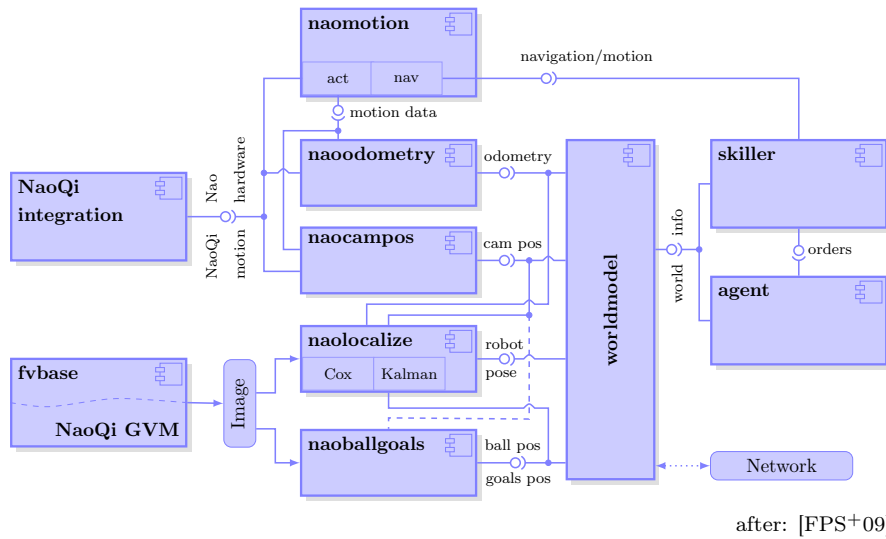 naomotion
act
nav
navigation/motion
motion data
naoodometry
odometry
skiller
NaoQi
integration
Nao
hardware
NaoQi
motion
naocampos
cam pos
worldmodel
world
info
orders
agent
naolocalize
Cox
Kalman
robot
pose
fvbase
NaoQi GVM
Image
naoballgoals
ball pos
goals pos
Network
after: [FPS+09